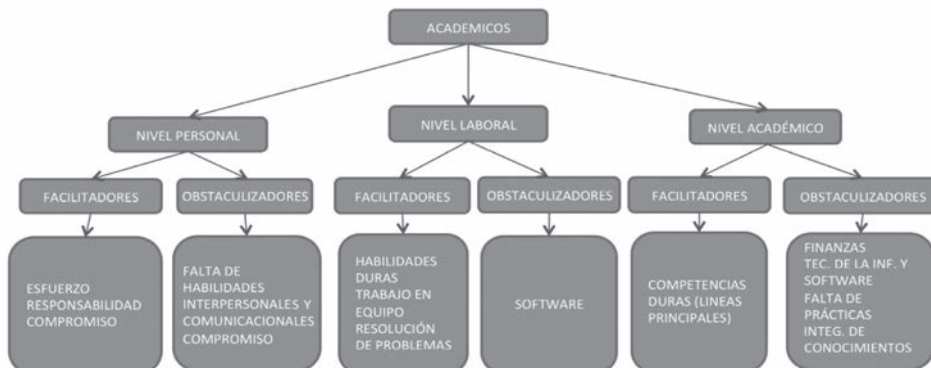 ACADEMICOS
NIVEL PERSONAL
NIVEL LABORAL
NIVEL ACADÉMICO
FACILITADORES
OBSTACULIZADORES
FACILITADORES
OBSTACULIZADORES
FACILITADORES
OBSTACULIZADORES
ESFUERZO
RESPONSABILIDAD
COMPROMISO
FALTA DE
HABILIDADES
INTERPERSONALES Y
COMUNICACIONALES
COMPROMISO
HABILIDADES
DURAS
TRABAJO EN
EQUIPO
RESOLUCIÓN
DE PROBLEMAS
SOFTWARE
COMPETENCIAS
DURAS (LINEAS
PRINCIPALES)
FINANZAS
TEC. DE LA INF. Y
SOFTWARE
FALTA DE
PRÁCTICAS
INTEG. DE
CONOCIMIENTOS